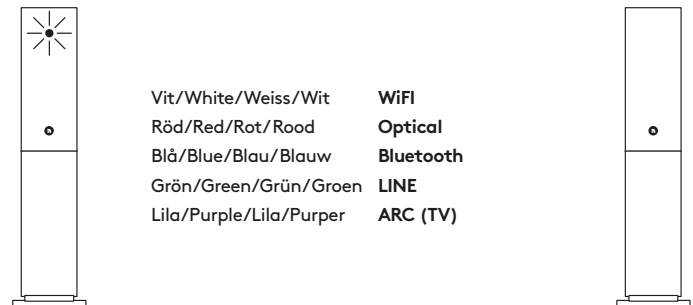 Vit/White/Weiss/Wit WiFI
Röd/Red/Rot/Rood Optical
Blå/Blue/Blau/Blauw Bluetooth
Grön/Green/Grün/Groen LINE
Lila/Purple/Lila/Purper ARC (TV)